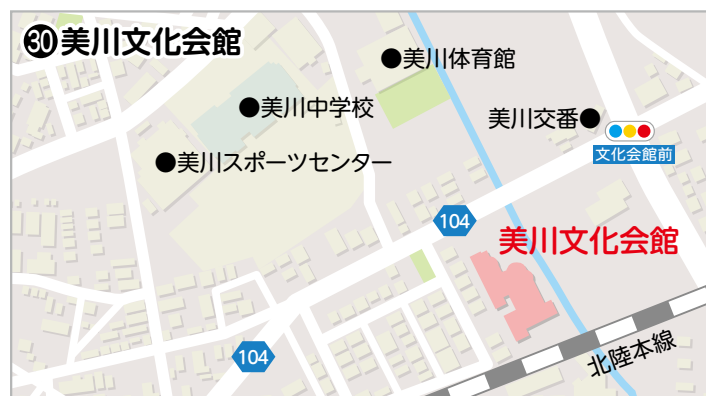 ㉚美川文化会館
●美川体育館
●美川中学校
美川交番●
文化会館前
●美川スポーツセンター
104
美川文化会館
北陸本線
104